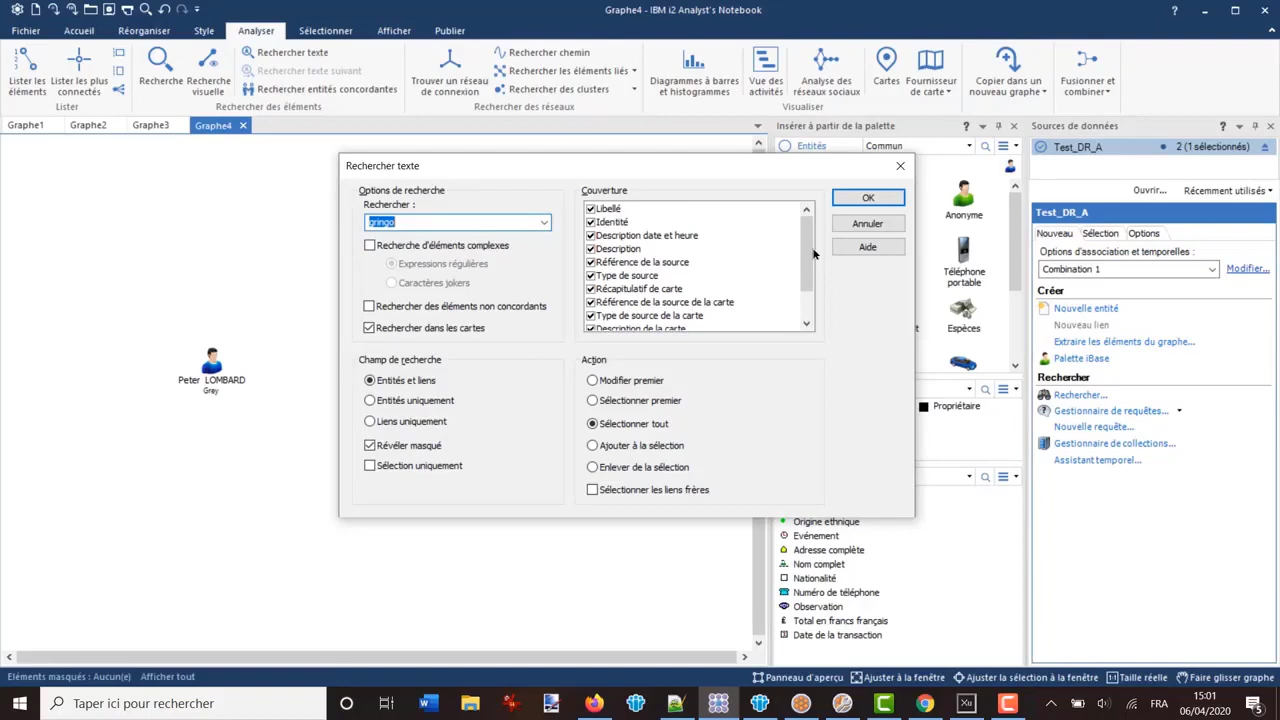 Graphe4 - IBM i2 Analyst's Notebook
Fichier Accueil Réorganiser Style Analyser Sélectionner Afficher Publier
Lister les éléments
Lister les plus connectés
Lister
Recherche
Recherche visuelle
Rechercher texte
Rechercher texte suivant
Rechercher entités concordantes
Rechercher des éléments
Trouver un réseau de connexion
Rechercher chemin
Rechercher les éléments liés
Rechercher des clusters
Rechercher des réseaux
Diagrammes à barres et histogrammes
Vue des activités
Analyse des réseaux sociaux
Cartes
Fournisseur de carte
Visualiser
Copier dans un nouveau graphe
Fusionner et combiner
Graphe1 Graphe2 Graphe3 Graphe4
Peter LOMBARD
Grey
Rechercher texte
Options de recherche
Rechercher :
gringo
Recherche d'éléments complexes
Expressions régulières
Caractères jokers
Rechercher des éléments non concordants
Rechercher dans les cartes
Champ de recherche
Entités et liens
Entités uniquement
Liens uniquement
Révéler masqué
Sélection uniquement
Couverture
Libellé
Identité
Description date et heure
Description
Référence de la source
Type de source
Récapitulatif de carte
Référence de la source de la carte
Type de source de la carte
Description de la carte
Action
Modifier premier
Sélectionner premier
Sélectionner tout
Ajouter à la sélection
Enlever de la sélection
Sélectionner les liens frères
OK
Annuler
Aide
Insérer à partir de la palette
Entités Commun
Anonyme
Téléphone portable
Espèces
t
Propriétaire
Origine ethnique
Evénement
Adresse complète
Nom complet
Nationalité
Numéro de téléphone
Observation
Total en francs français
Date de la transaction
Sources de données
Test_DR_A 2 (1 sélectionnés)
Ouvrir... Récemment utilisés
Test_DR_A
Nouveau Sélection Options
Options d'association et temporelles :
Combination 1 Modifier...
Créer
Nouvelle entité
Nouveau lien
Extraire les éléments du graphe...
Palette iBase
Rechercher
Rechercher...
Gestionnaire de requêtes...
Nouvelle requête...
Gestionnaire de collections...
Assistant temporel...
Eléments masqués : Aucun(e) Afficher tout
Panneau d'aperçu Ajuster à la fenêtre Ajuster la sélection à la fenêtre Taille réelle Faire glisser graphe
Taper ici pour rechercher
FRA
15:01
06/04/2020
5